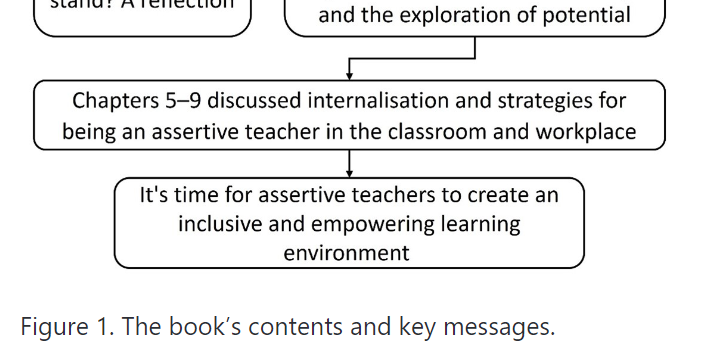 stand? A reflection
and the exploration of potential
Chapters 5–9 discussed internalisation and strategies for
being an assertive teacher in the classroom and workplace
It's time for assertive teachers to create an
inclusive and empowering learning
environment
Figure 1. The book’s contents and key messages.